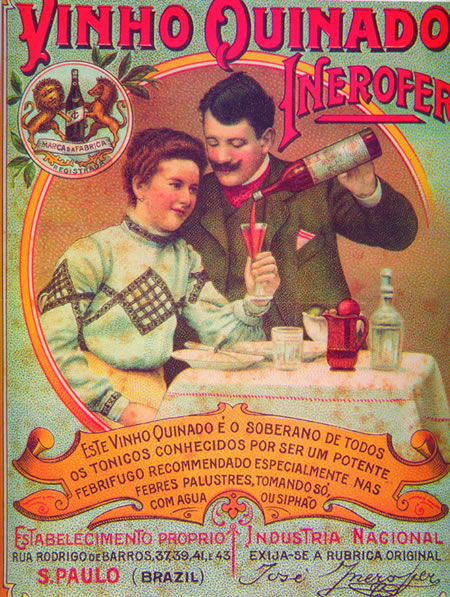 VINHO QUINADO
INEROFER
MARCA DA FABRICA
REGISTRADA
ESTE VINHO QUINADO É O SOBERANO DE TODOS
OS TONICOS CONHECIDOS POR SER UM POTENTE
FEBRIFUGO RECOMMENDADO ESPECIALMENTE NAS
FEBRES PALUSTRES, TOMANDO SÓ,
COM AGUA OU SIPHÃO
ESTABELECIMENTO PROPRIO
RUA RODRIGO DE BARROS, 37, 39, 41, E 43
S. PAULO (BRAZIL)
INDUSTRIA NACIONAL
EXIJA-SE A RUBRICA ORIGINAL
José Inerofer